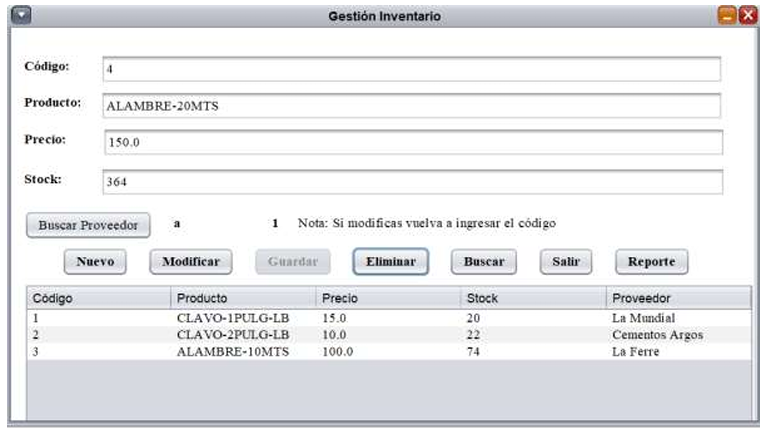 Gestión Inventario
Código: 4
Producto: ALAMBRE-20MTS
Precio: 150.0
Stock: 364
Buscar Proveedor a 1 Nota: Si modificas vuelva a ingresar el código
Nuevo Modificar Guardar Eliminar Buscar Salir Reporte
Código Producto Precio Stock Proveedor
1 CLAVO-1PULG-LB 15.0 20 La Mundial
2 CLAVO-2PULG-LB 10.0 22 Cementos Argos
3 ALAMBRE-10MTS 100.0 74 La Ferre